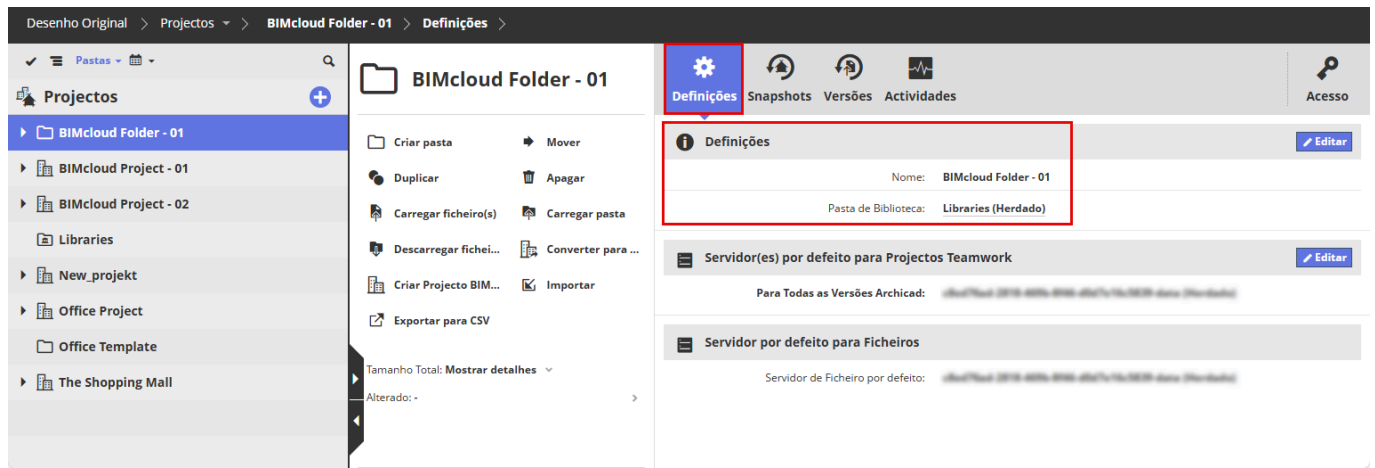 Desenho Original > Projectos > BIMcloud Folder - 01 > Definições >
Pastas
Projectos
BIMcloud Folder - 01
BIMcloud Project - 01
BIMcloud Project - 02
Libraries
New_projekt
Office Project
Office Template
The Shopping Mall
BIMcloud Folder - 01
Criar pasta
Mover
Duplicar
Apagar
Carregar ficheiro(s)
Carregar pasta
Descarregar fichei...
Converter para ...
Criar Projecto BIM...
Importar
Exportar para CSV
Tamanho Total: Mostrar detalhes
Alterado: -
Definições
Snapshots
Versões
Actividades
Acesso
Definições
Editar
Nome: BIMcloud Folder - 01
Pasta de Biblioteca: Libraries (Herdado)
Servidor(es) por defeito para Projectos Teamwork
Editar
Para Todas as Versões Archicad:
Servidor por defeito para Ficheiros
Servidor de Ficheiro por defeito: